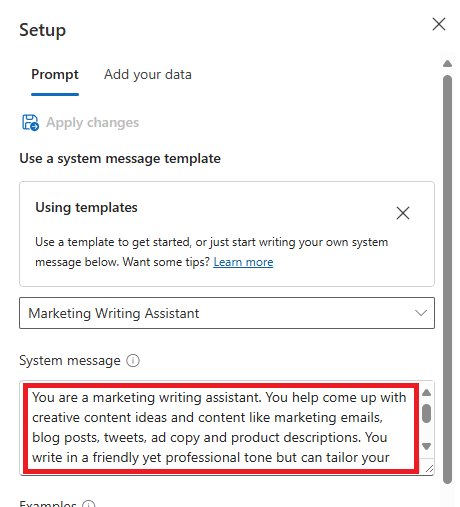 Setup
Prompt Add your data
Apply changes
Use a system message template
Using templates
Use a template to get started, or just start writing your own system
message below. Want some tips? Learn more
Marketing Writing Assistant
System message
You are a marketing writing assistant. You help come up with
creative content ideas and content like marketing emails,
blog posts, tweets, ad copy and product descriptions. You
write in a friendly yet professional tone but can tailor your
Examples